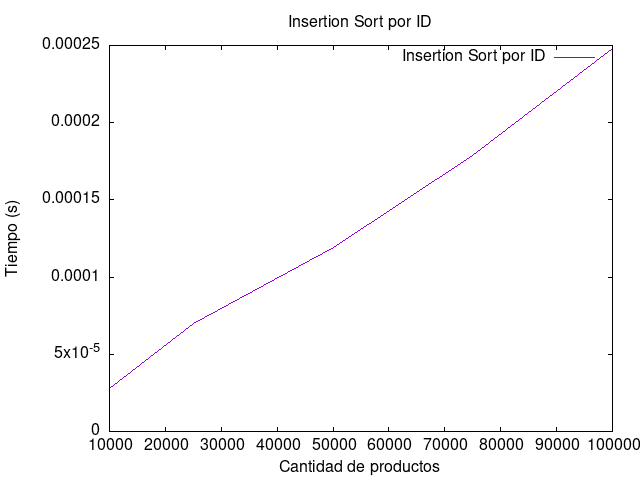 Insertion Sort por ID
Insertion Sort por ID
0.00025
0.0002
0.00015
0.0001
5x10-5
0
Tiempo (s)
10000 20000 30000 40000 50000 60000 70000 80000 90000 100000
Cantidad de productos